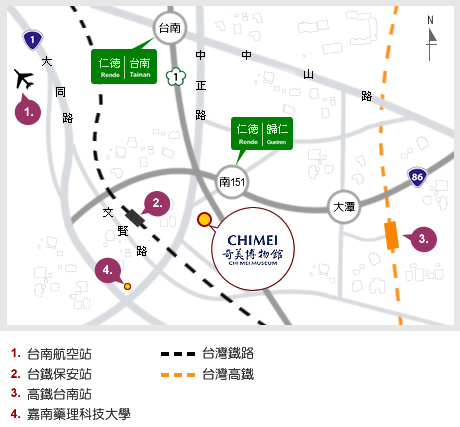 N
1
台南
仁德 台南
Rende Tainan
1
大同路
中正路
中山路
1.
仁德 歸仁
Rende Gueiren
南151
86
大潭
2.
文賢路
CHIMEI
奇美博物館
CHI MEI MUSEUM
3.
4.
1. 台南航空站
2. 台鐵保安站
3. 高鐵台南站
4. 嘉南藥理科技大學
台灣鐵路
台灣高鐵